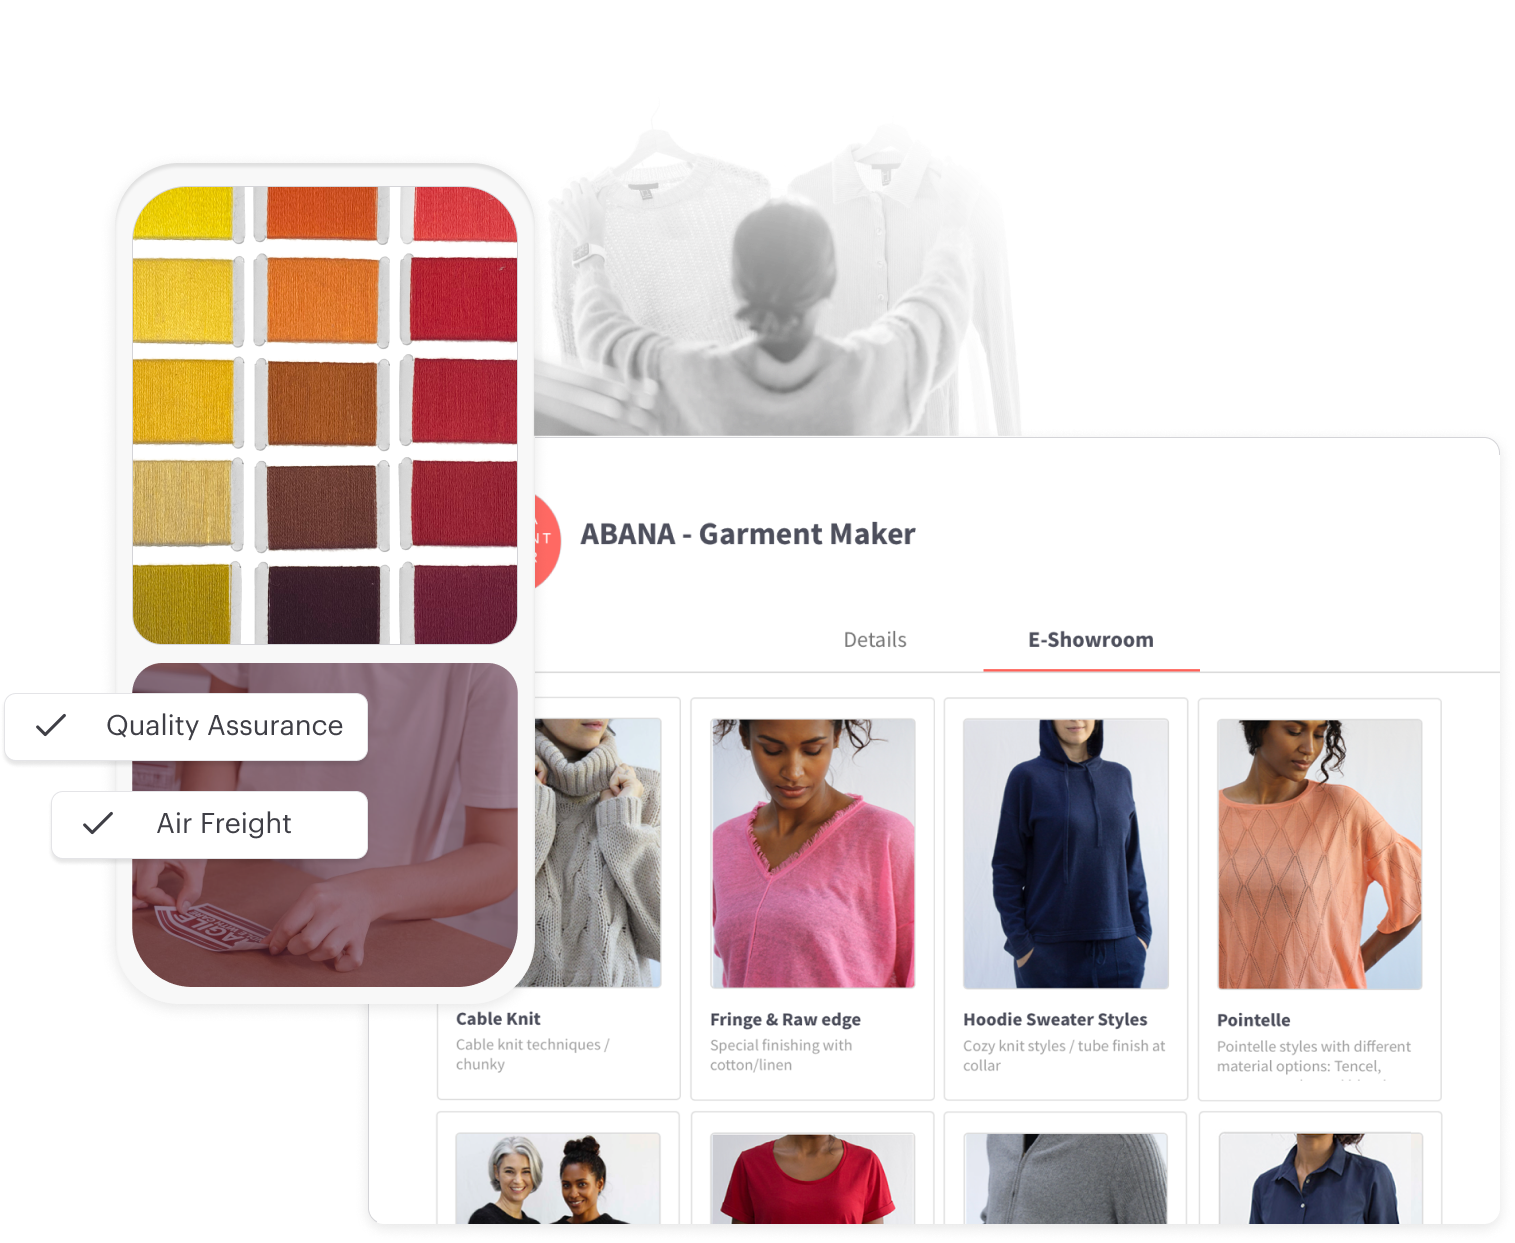 ABANA - Garment Maker
Details
E-Showroom
Quality Assurance
Air Freight
Cable Knit
Cable knit techniques /
chunky
Fringe & Raw edge
Special finishing with
cotton/linen
Hoodie Sweater Styles
Cozy knit styles / tube finish at
collar
Pointelle
Pointelle styles with different
material options: Tencel,